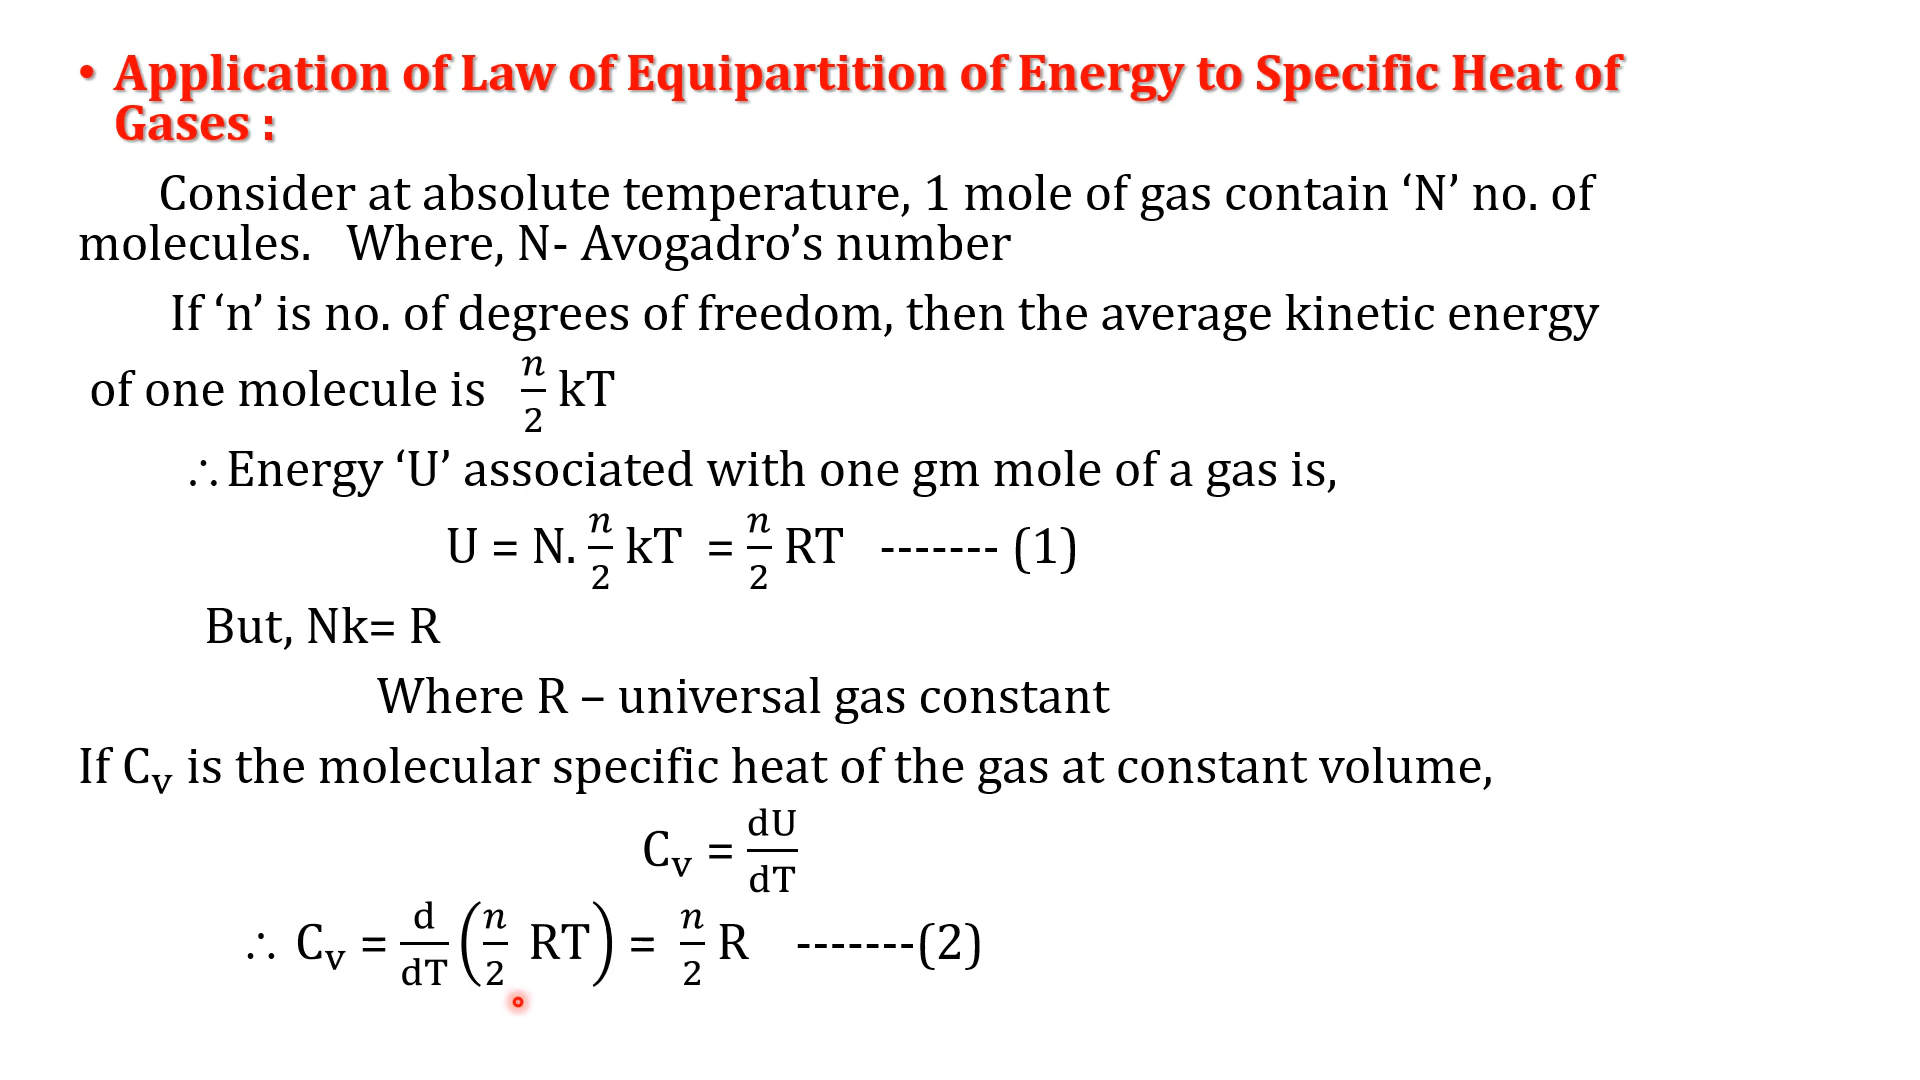 • Application of Law of Equipartition of Energy to Specific Heat of
Gases :
Consider at absolute temperature, 1 mole of gas contain ‘N’ no. of
molecules. Where, N- Avogadro’s number
If ‘n’ is no. of degrees of freedom, then the average kinetic energy
of one molecule is n/2 kT
∴Energy ‘U’ associated with one gm mole of a gas is,
U = N. n/2 kT = n/2 RT ------- (1)
But, Nk= R
Where R – universal gas constant
If Cᵥ is the molecular specific heat of the gas at constant volume,
Cᵥ = dU/dT
∴ Cᵥ = d/dT (n/2 RT) = n/2 R -------(2)